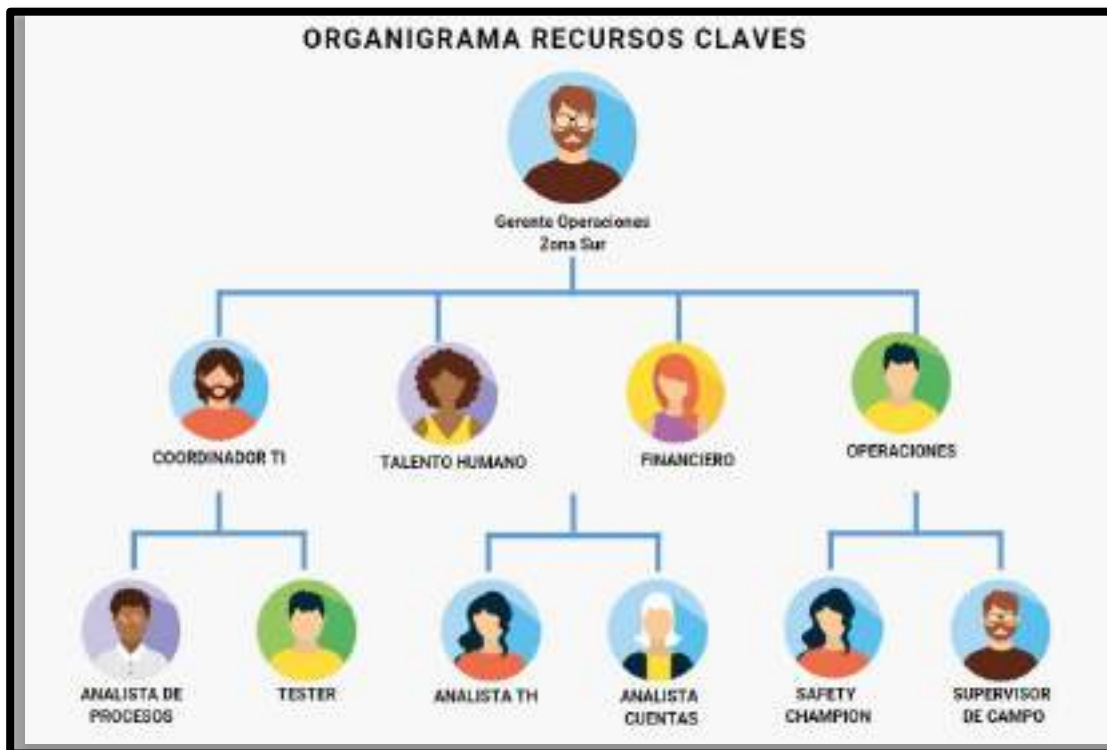 ORGANIGRAMA RECURSOS CLAVES
Gerente Operaciones
Zona Sur
COORDINADOR TI
TALENTO HUMANO
FINANCIERO
OPERACIONES
ANALISTA DE
PROCESOS
TESTER
ANALISTA TH
ANALISTA
CUENTAS
SAFETY
CHAMPION
SUPERVISOR
DE CAMPO